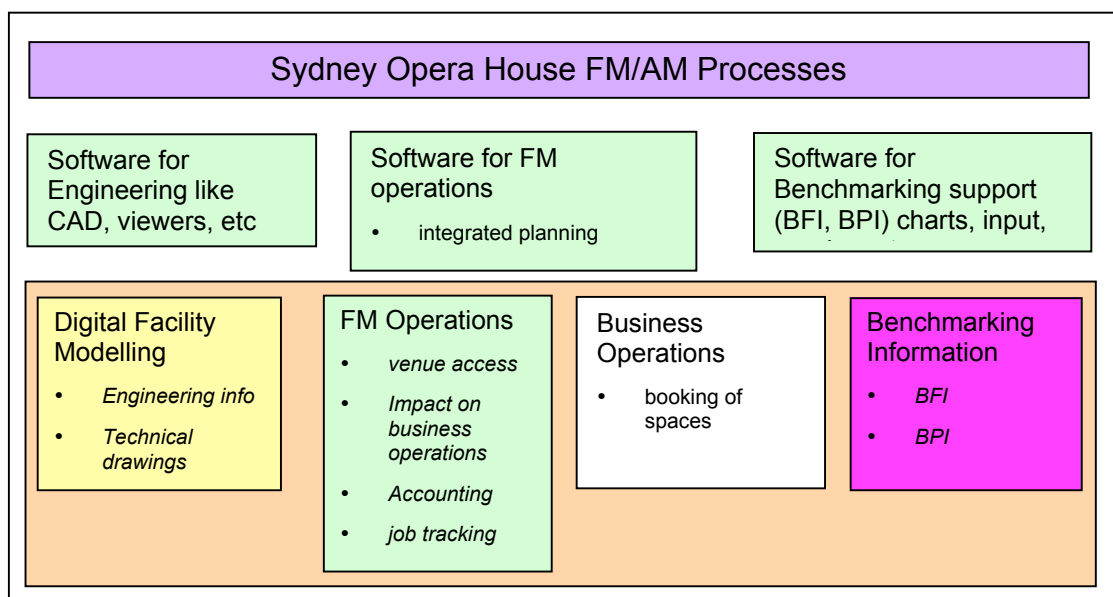 Sydney Opera House FM/AM Processes
Software for
Engineering like
CAD, viewers, etc
Software for FM
operations
• integrated planning
Software for
Benchmarking support
(BFI, BPI) charts, input,
Digital Facility
Modelling
• Engineering info
• Technical
drawings
FM Operations
• venue access
• Impact on
business
operations
• Accounting
• job tracking
Business
Operations
• booking of
spaces
Benchmarking
Information
• BFI
• BPI